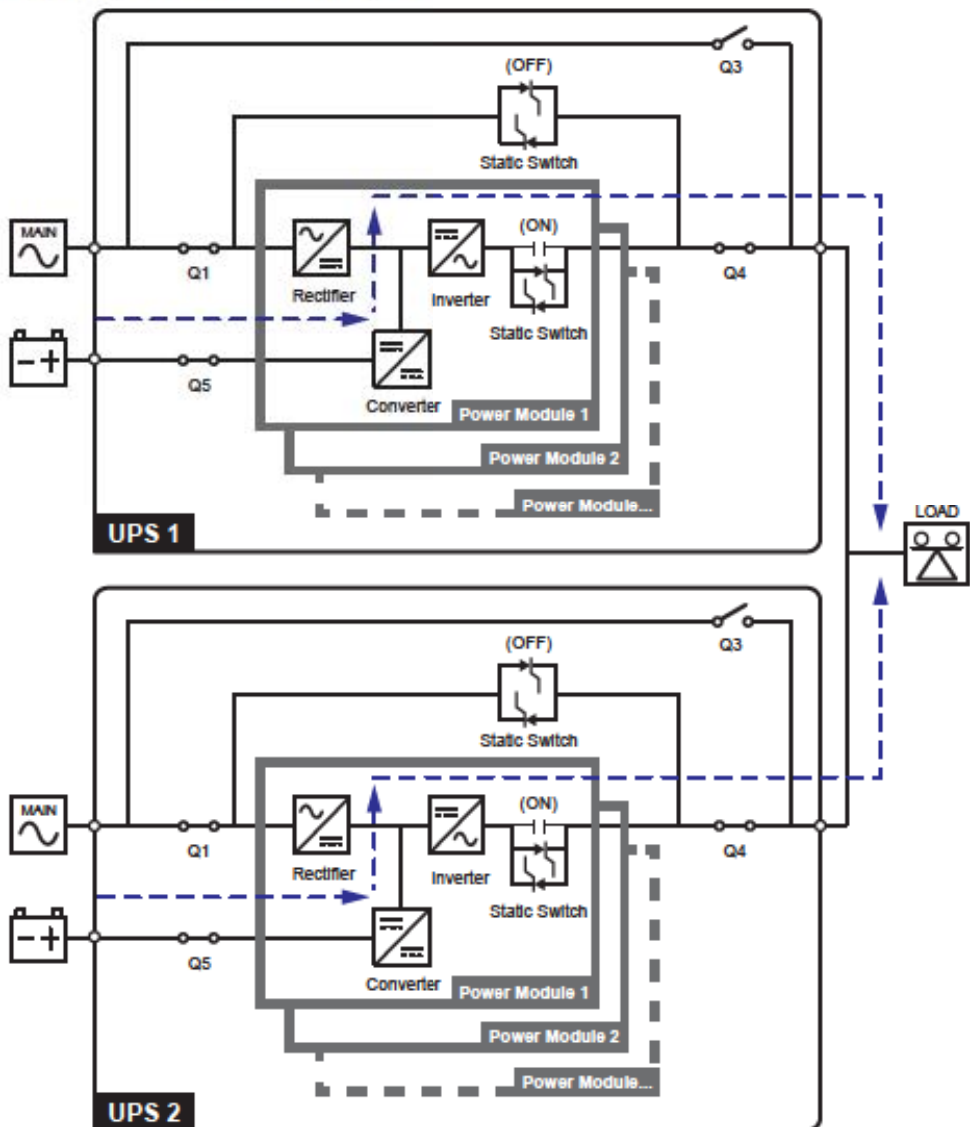 Q3
(OFF)
Static Switch
MAIN
Q1
Rectifier
Inverter
(ON)
Static Switch
Q4
Q5
Converter
Power Module 1
Power Module 2
Power Module...
UPS 1
LOAD
Q3
(OFF)
Static Switch
MAIN
Q1
Rectifier
Inverter
(ON)
Static Switch
Q4
Q5
Converter
Power Module 1
Power Module 2
Power Module...
UPS 2